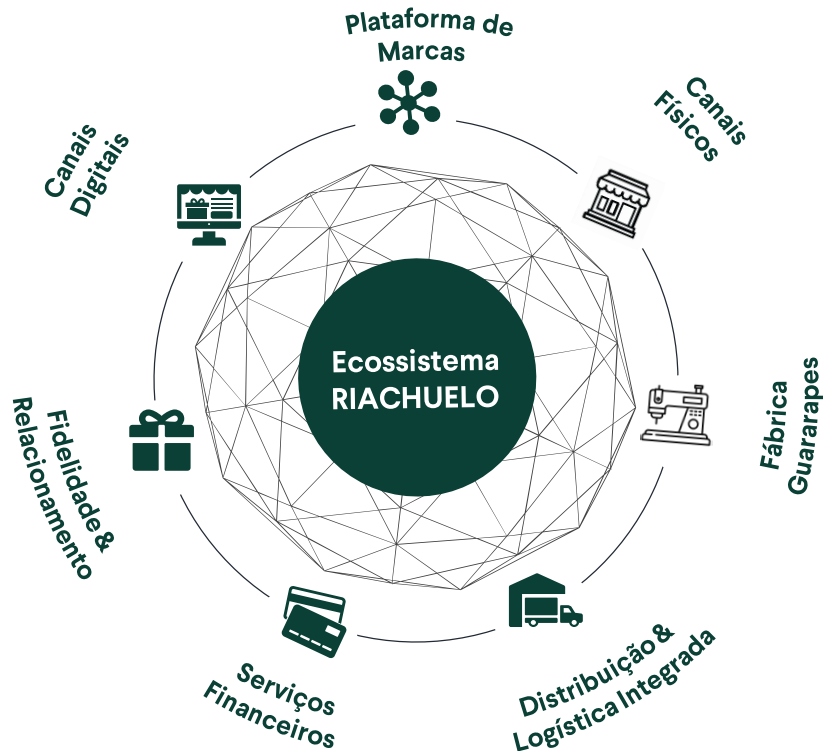 Plataforma de
Marcas
Canais
Físicos
Fábrica
Guararapes
Distribuição &
Logística Integrada
Serviços
Financeiros
Fidelidade &
Relacionamento
Canais
Digitais
Ecossistema
RIACHUELO